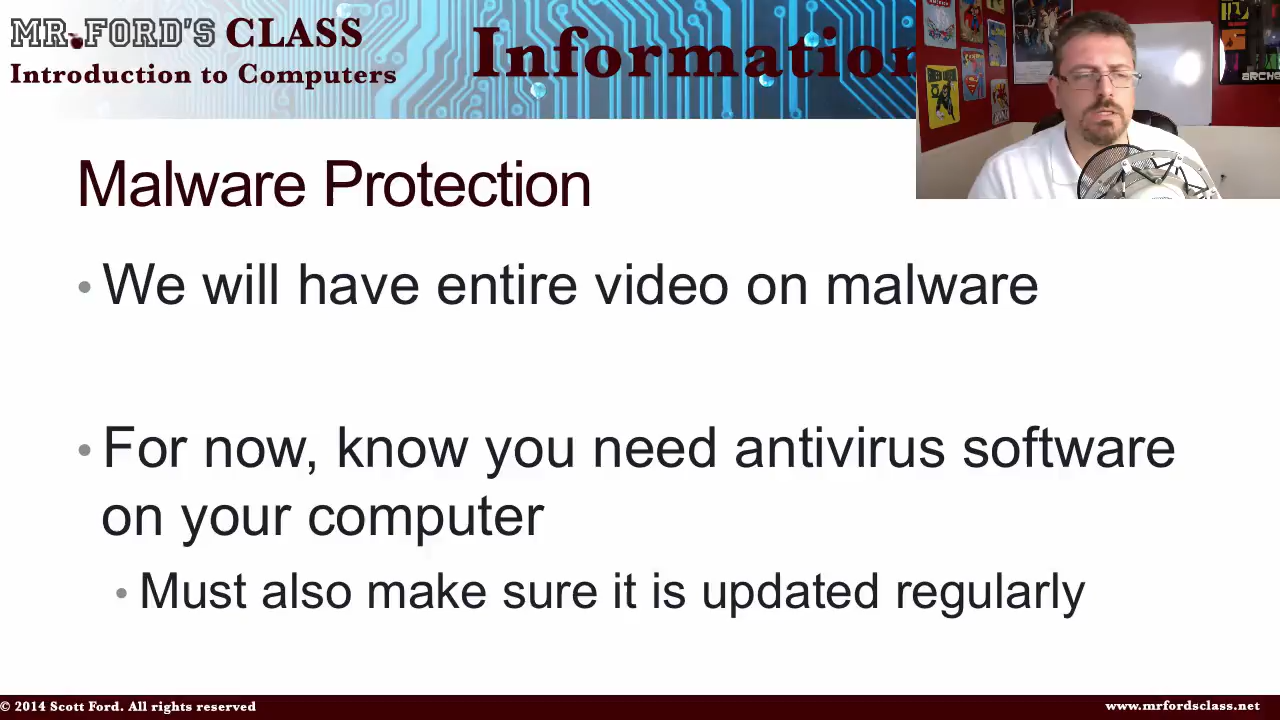 MR. FORD'S CLASS
Introduction to Computers
Information
Malware Protection
• We will have entire video on malware
• For now, know you need antivirus software
on your computer
• Must also make sure it is updated regularly
© 2014 Scott Ford. All rights reserved
www.mrfordsclass.net